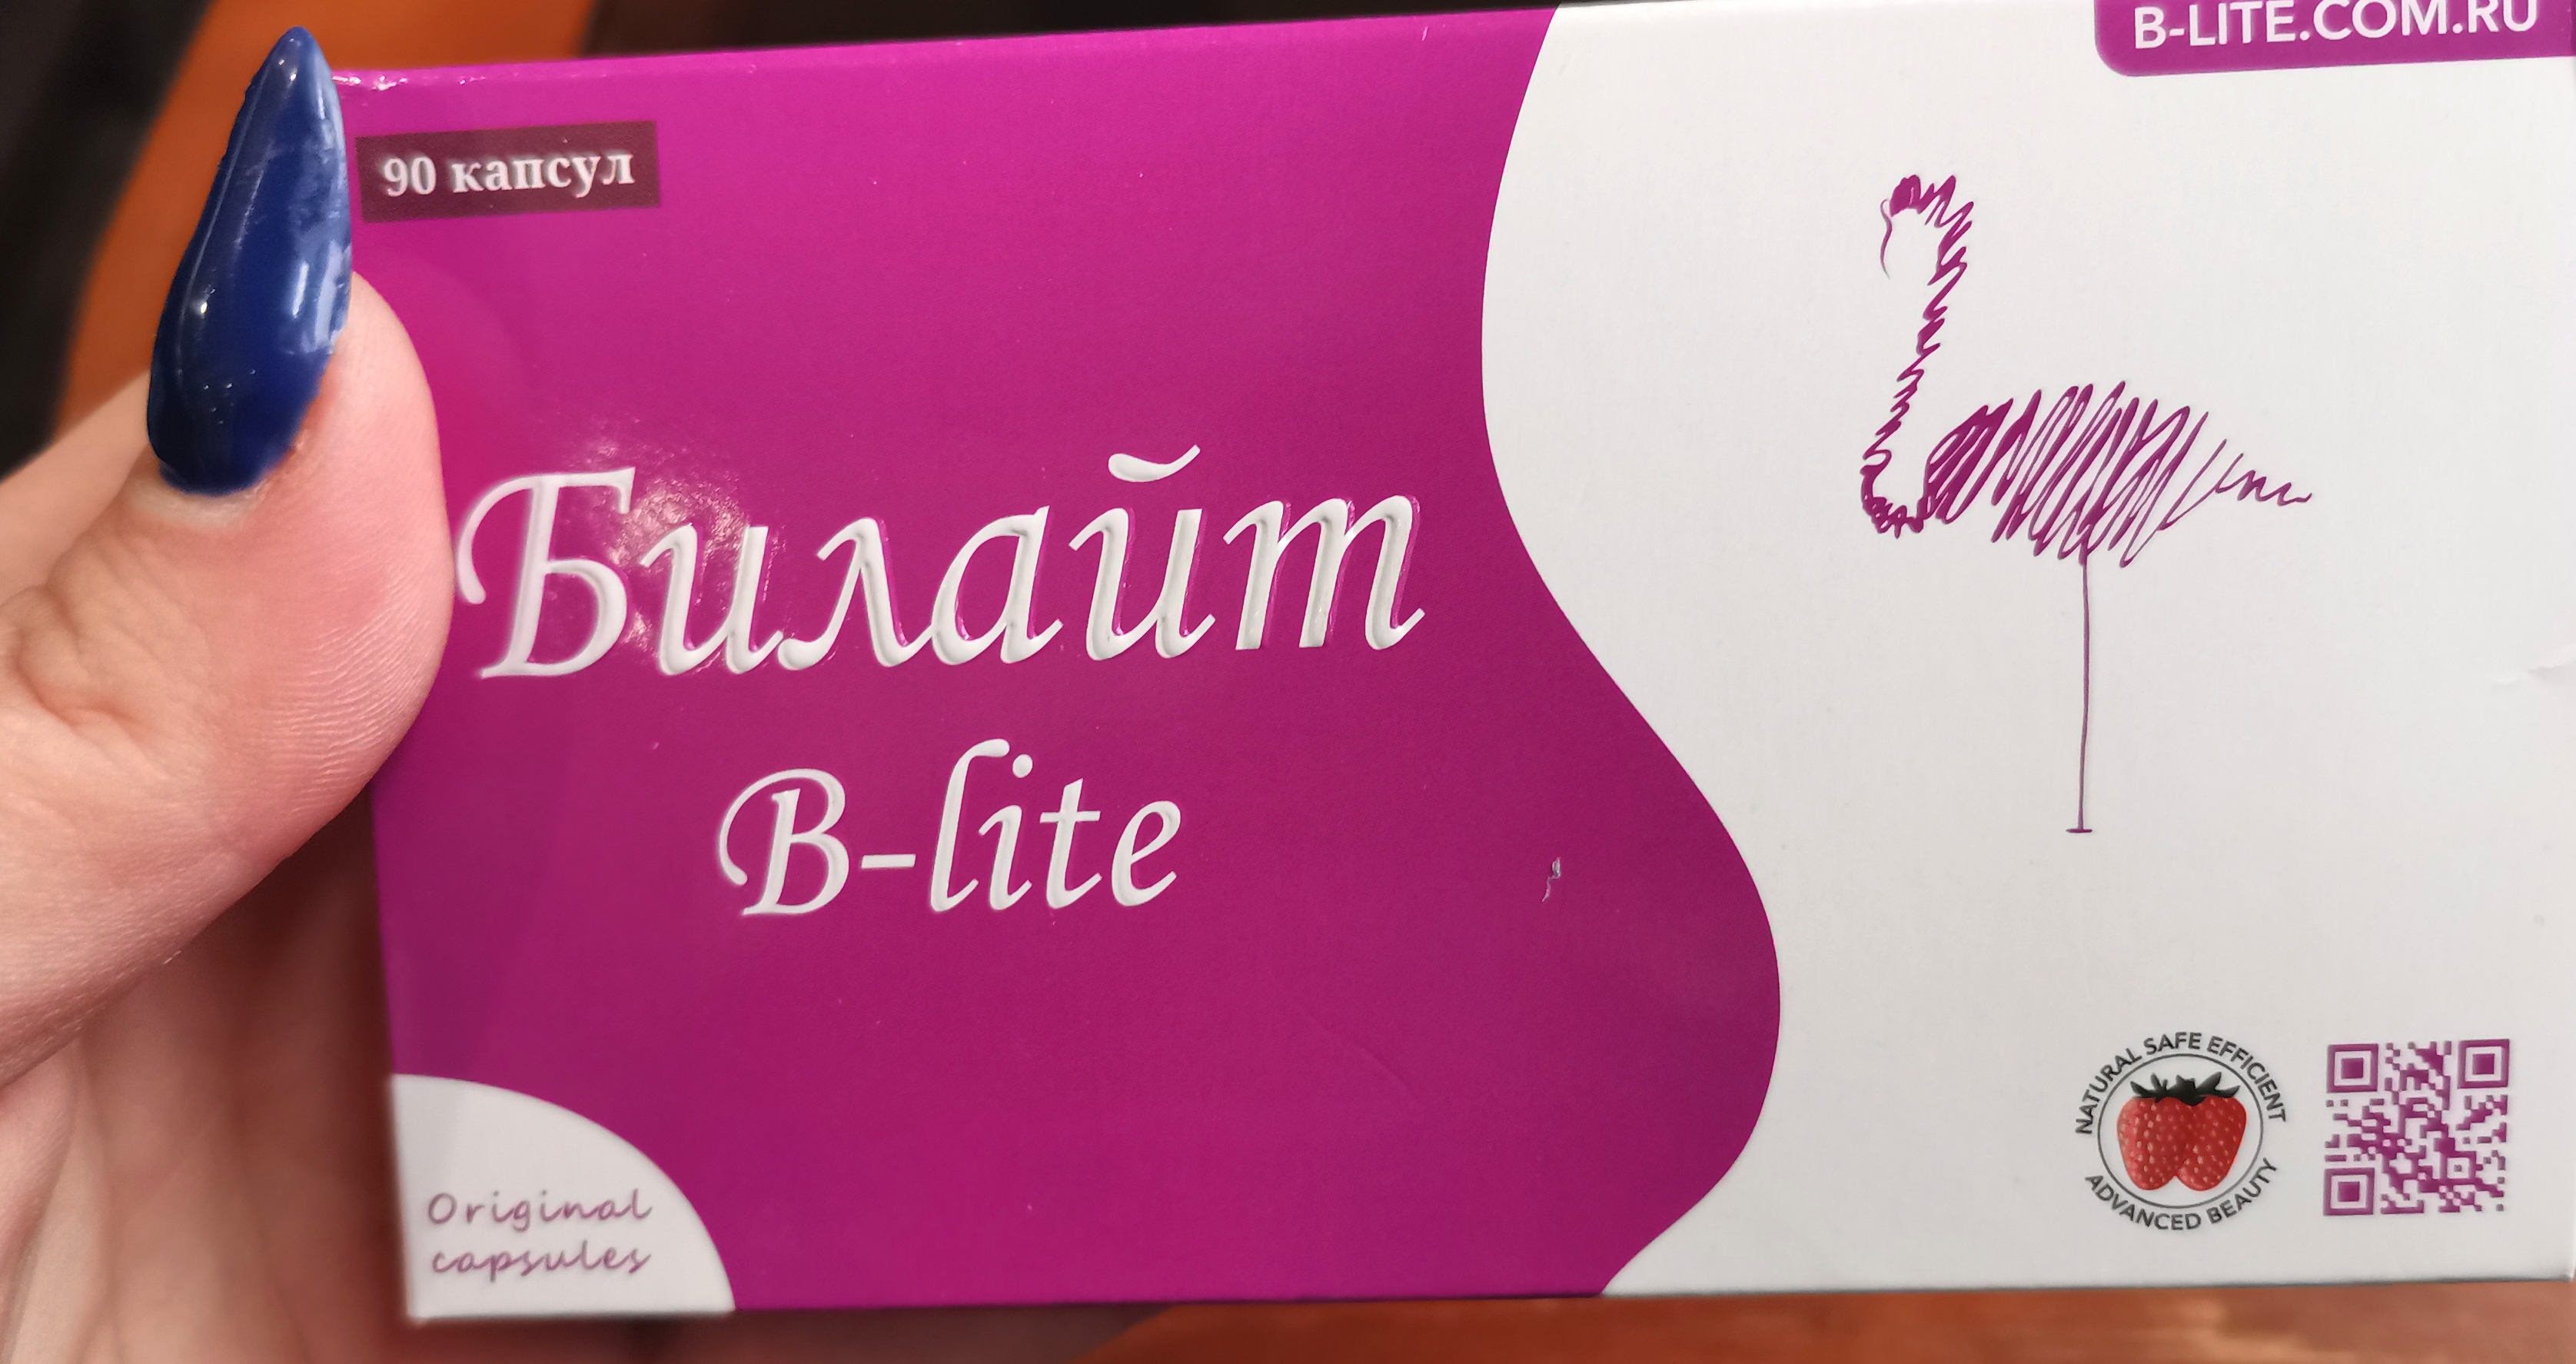 B-LITE.COM.RU
90 капсул
Билайт
B-lite
Original
capsules
NATURAL SAFE EFFICIENT
ADVANCED BEAUTY